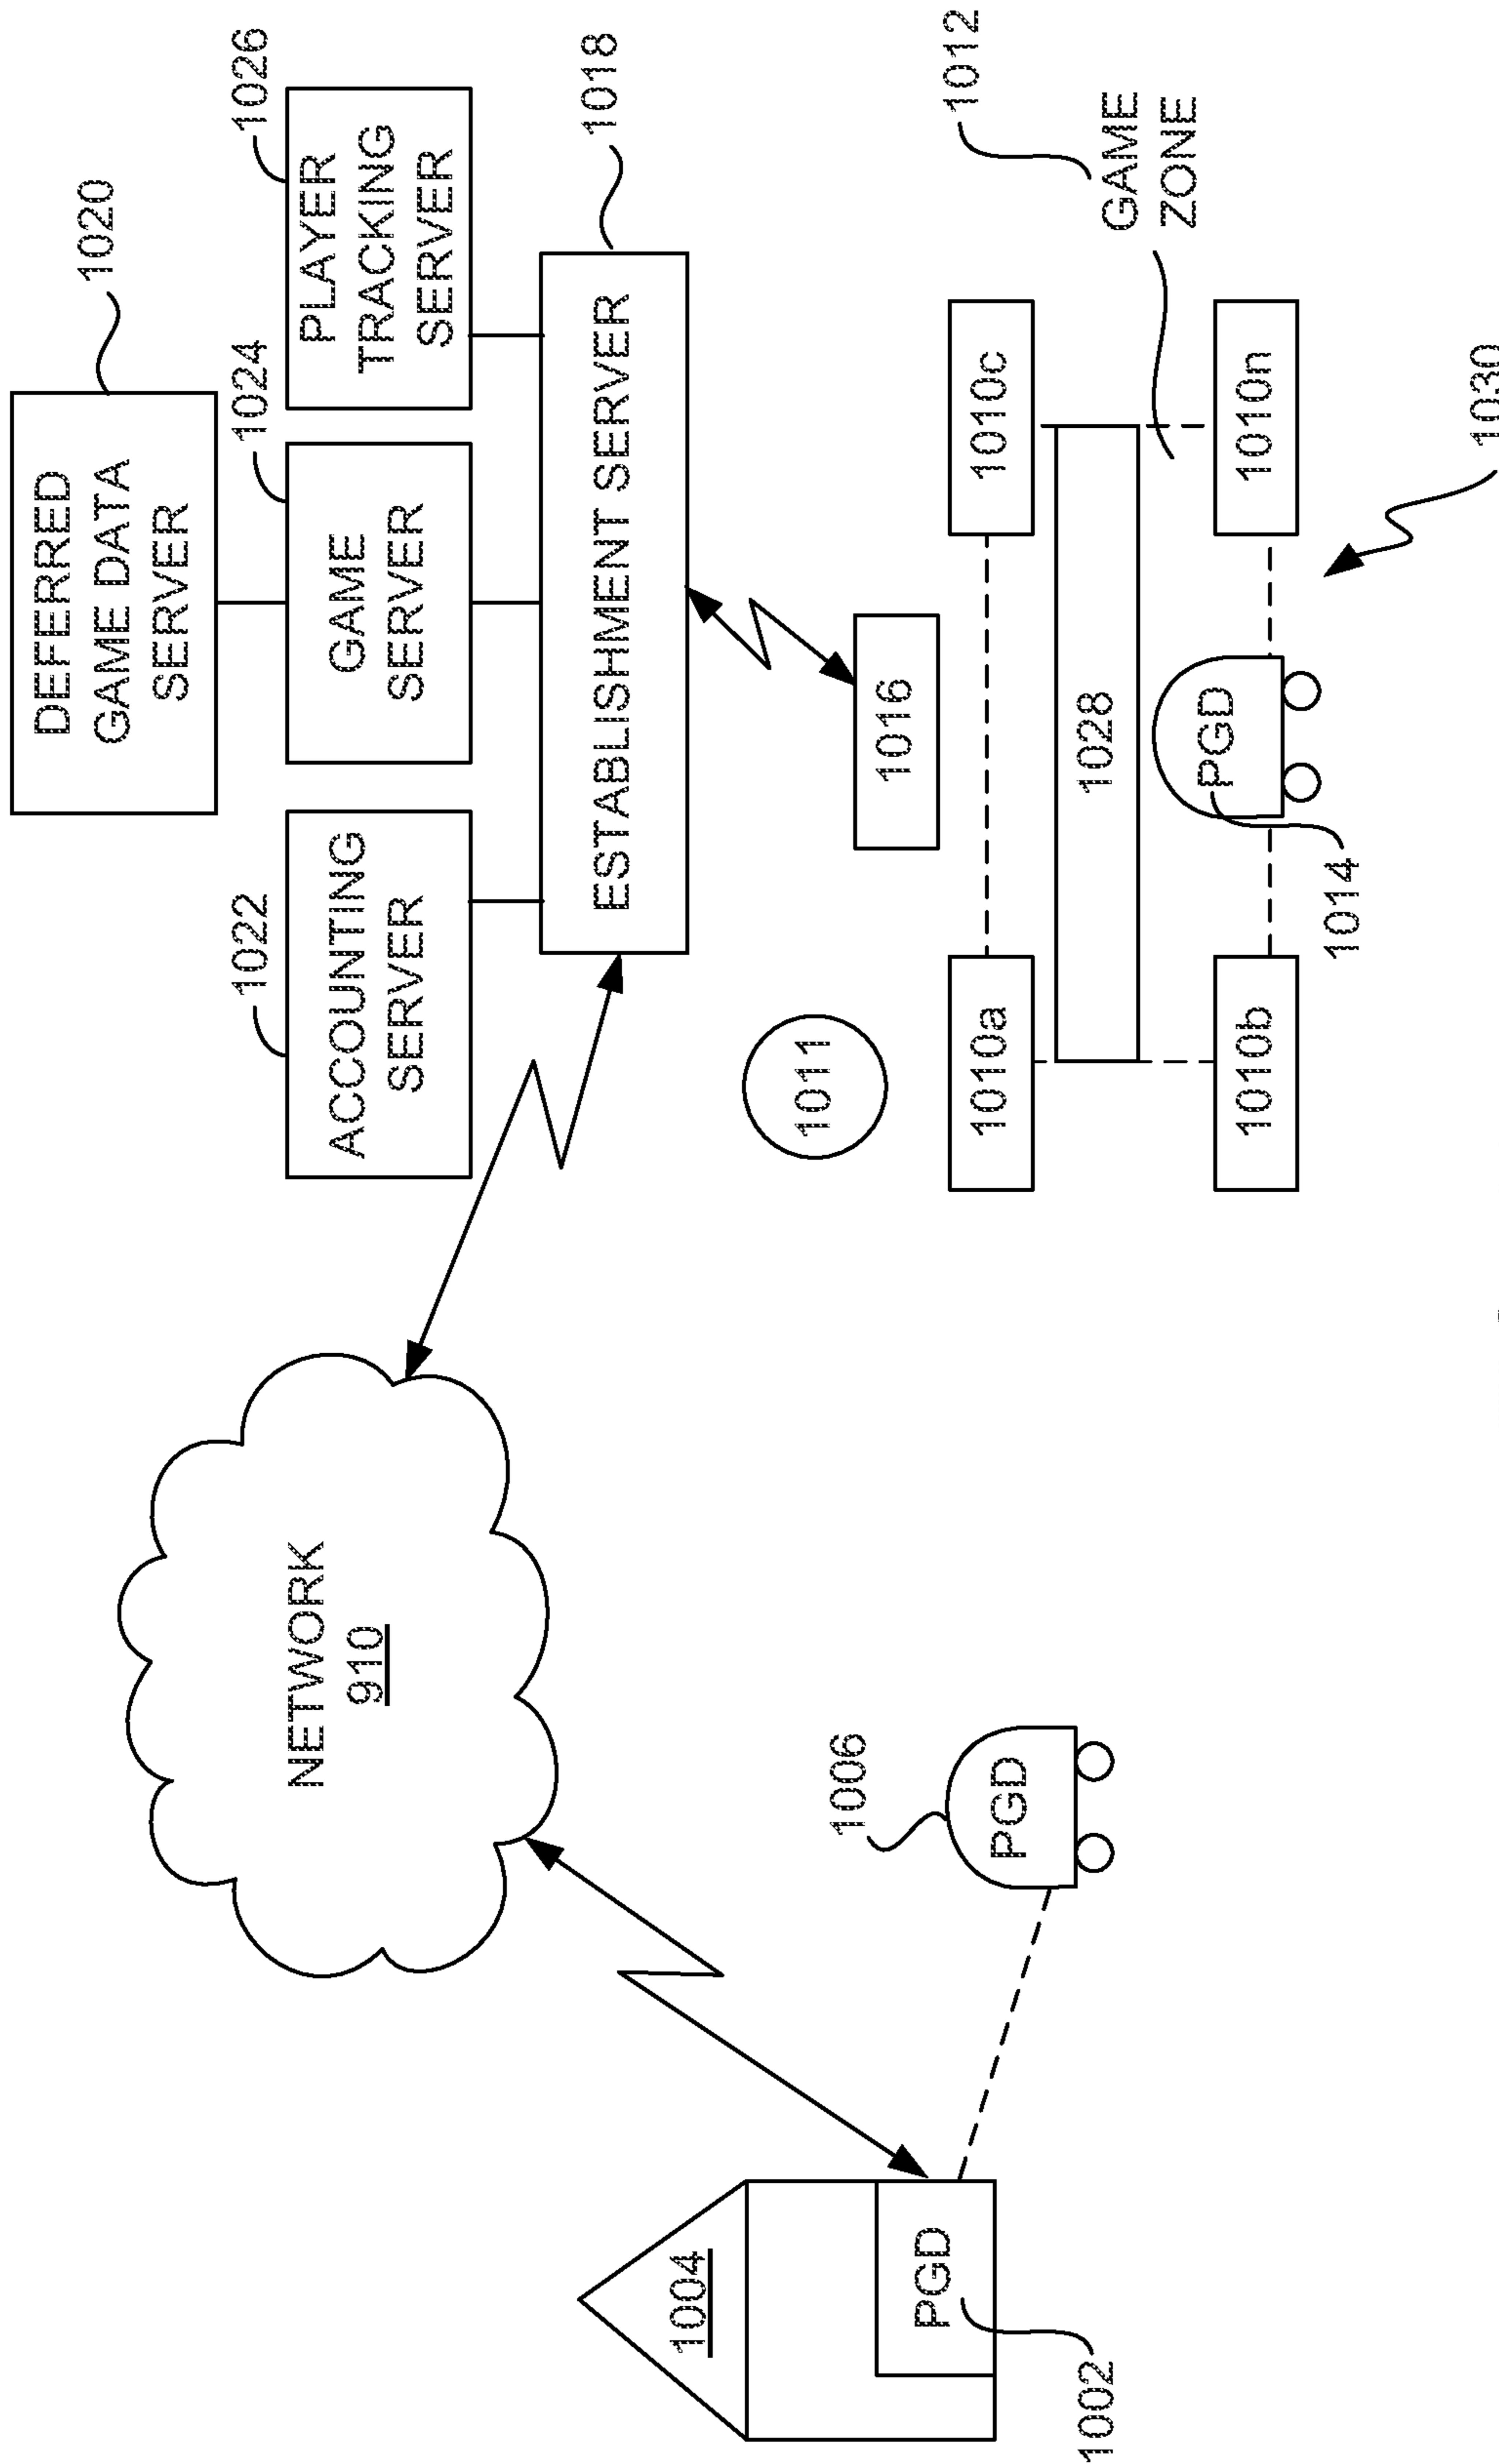 1020
DEFERRED
GAME DATA
SERVER
1022
1024
1026
ACCOUNTING
SERVER
GAME
SERVER
PLAYER
TRACKING
SERVER
NETWORK
910
ESTABLISHMENT SERVER
1018
1004
PGD
1002
1006
PGD
1011
1016
1010a
1010c
1012
GAME
ZONE
1028
PGD
1010b
1010n
1014
1030